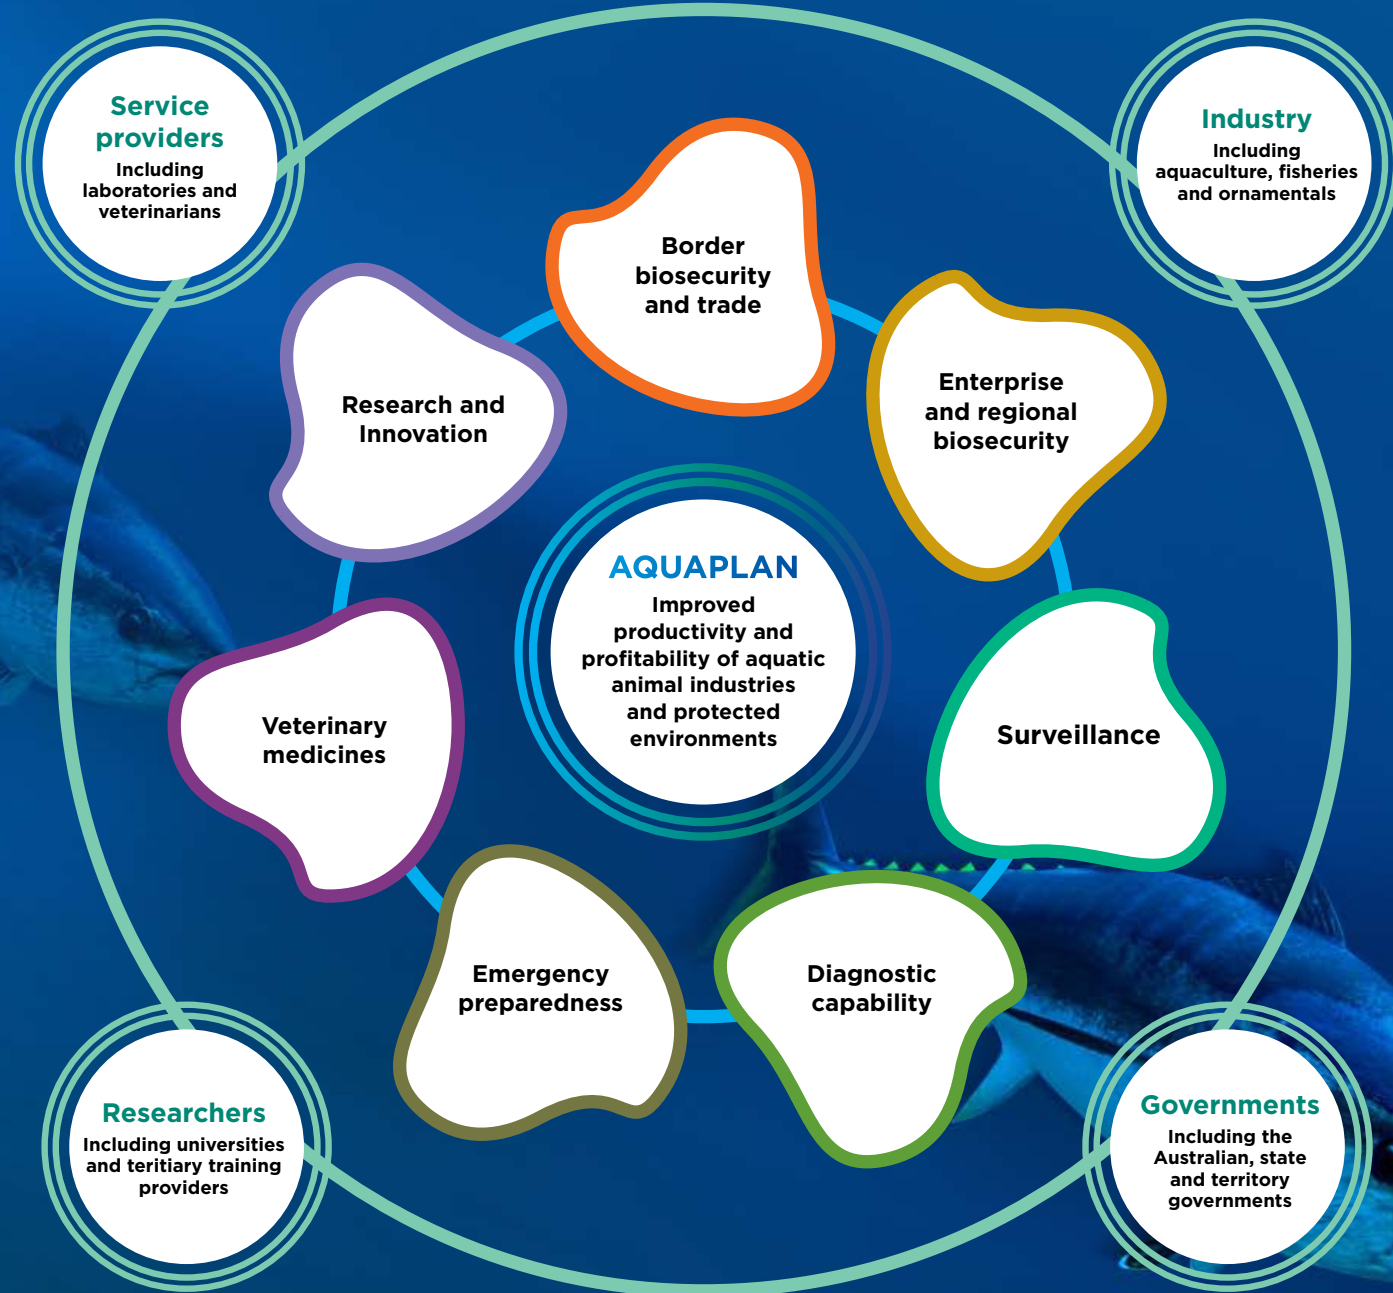 Service
providers
Including
laboratories and
veterinarians
Industry
Including
aquaculture, fisheries
and ornamentals
Border
biosecurity
and trade
Enterprise
and regional
biosecurity
Research and
Innovation
AQUAPLAN
Improved
productivity and
profitability of aquatic
animal industries
and protected
environments
Surveillance
Veterinary
medicines
Diagnostic
capability
Emergency
preparedness
Researchers
Including universities
and teritiary training
providers
Governments
Including the
Australian, state
and territory
governments